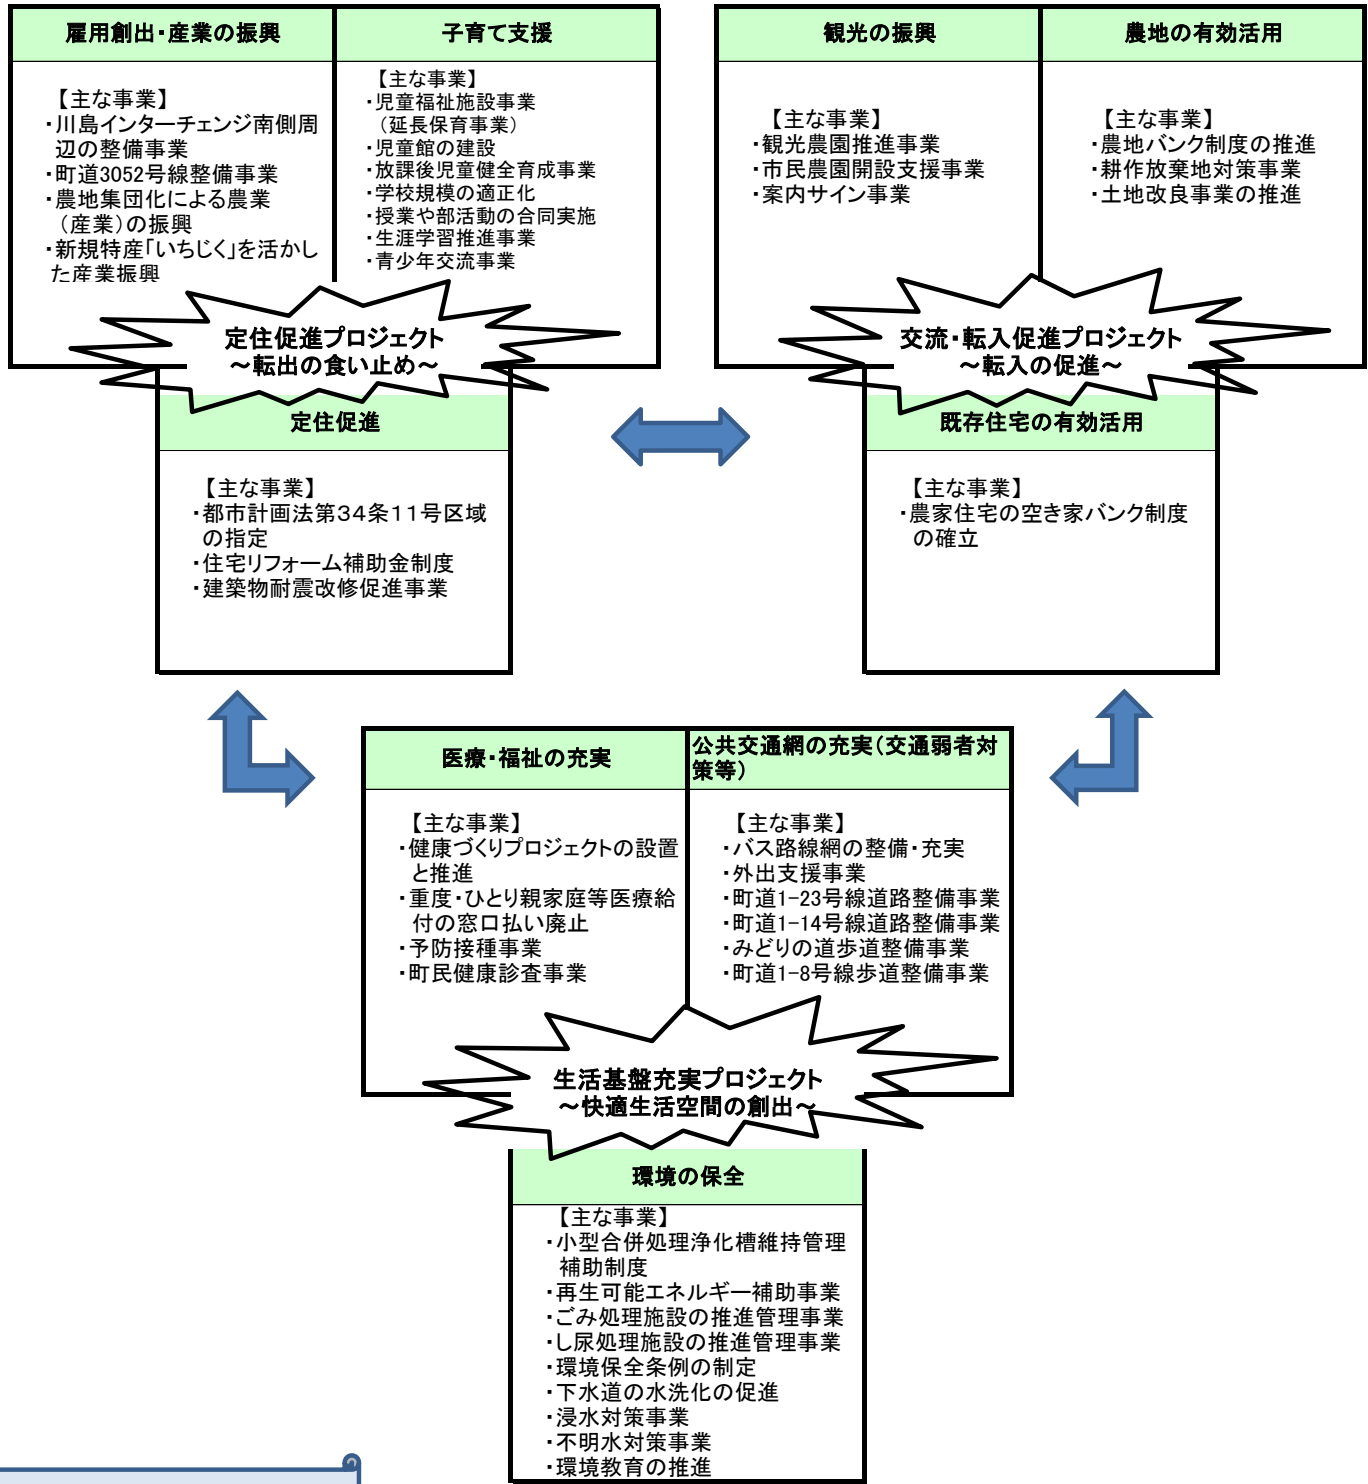 雇用創出・産業の振興
【主な事業】
・川島インターチェンジ南側周
辺の整備事業
・町道3052号線整備事業
・農地集団化による農業
（産業）の振興
・新規特産「いちじく」を活かし
た産業振興
子育て支援
【主な事業】
・児童福祉施設事業
（延長保育事業）
・児童館の建設
・放課後児童健全育成事業
・学校規模の適正化
・授業や部活動の合同実施
・生涯学習推進事業
・青少年交流事業
定住促進プロジェクト
～転出の食い止め～
定住促進
【主な事業】
・都市計画法第３４条１１号区域
の指定
・住宅リフォーム補助金制度
・建築物耐震改修促進事業
観光の振興
【主な事業】
・観光農園推進事業
・市民農園開設支援事業
・案内サイン事業
農地の有効活用
【主な事業】
・農地バンク制度の推進
・耕作放棄地対策事業
・土地改良事業の推進
交流・転入促進プロジェクト
～転入の促進～
既存住宅の有効活用
【主な事業】
・農家住宅の空き家バンク制度
の確立
医療・福祉の充実
【主な事業】
・健康づくりプロジェクトの設置
と推進
・重度・ひとり親家庭等医療給
付の窓口払い廃止
・予防接種事業
・町民健康診査事業
公共交通網の充実（交通弱者対
策等）
【主な事業】
・バス路線網の整備・充実
・外出支援事業
・町道1-23号線道路整備事業
・町道1-14号線道路整備事業
・みどりの道歩道整備事業
・町道1-8号線歩道整備事業
生活基盤充実プロジェクト
～快適生活空間の創出～
環境の保全
【主な事業】
・小型合併処理浄化槽維持管理
補助制度
・再生可能エネルギー補助事業
・ごみ処理施設の推進管理事業
・し尿処理施設の推進管理事業
・環境保全条例の制定
・下水道の水洗化の促進
・浸水対策事業
・不明水対策事業
・環境教育の推進